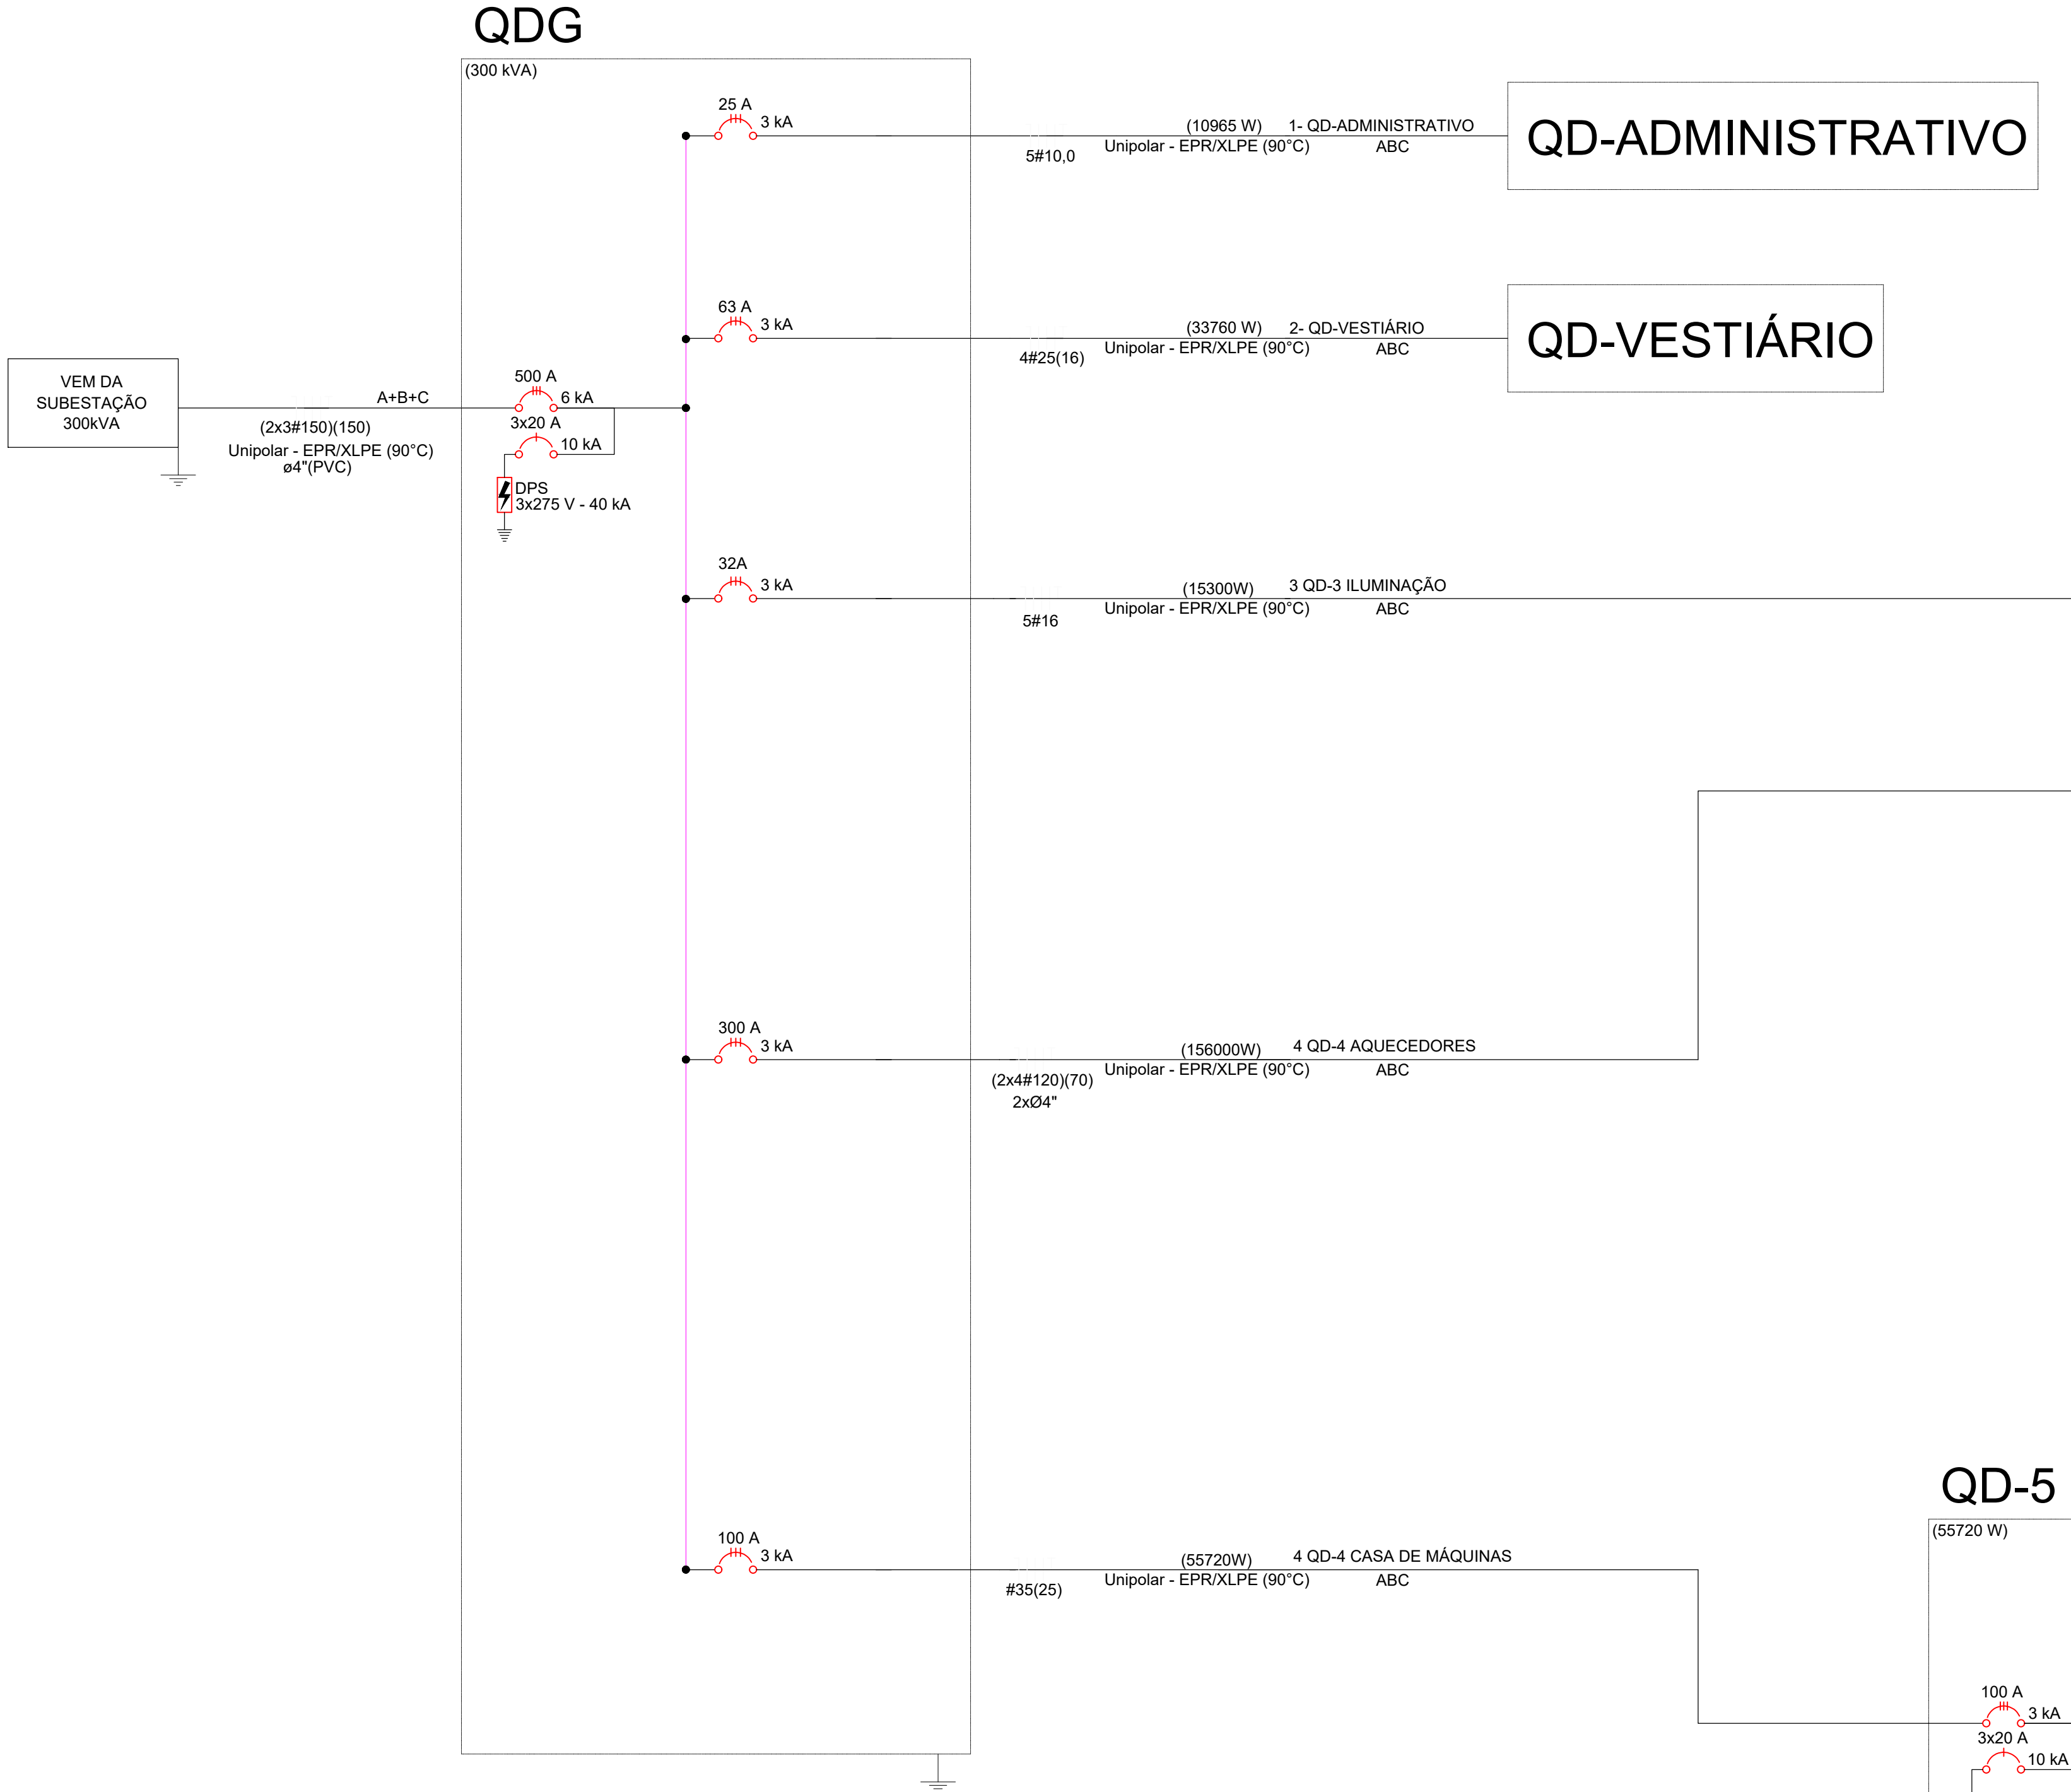 QDG
(300 kVA)
25 A
3 kA
(10965 W) 1- QD-ADMINISTRATIVO
Unipolar - EPR/XLPE (90°C) ABC
5#10,0
QD-ADMINISTRATIVO
63 A
3 kA
(33760 W) 2- QD-VESTIÁRIO
Unipolar - EPR/XLPE (90°C) ABC
4#25(16)
QD-VESTIÁRIO
VEM DA
SUBESTAÇÃO
300kVA
A+B+C
(2x3#150)(150)
Unipolar - EPR/XLPE (90°C)
ø4"(PVC)
500 A
6 kA
3x20 A
10 kA
DPS
3x275 V - 40 kA
32A
3 kA
(15300W) 3 QD-3 ILUMINAÇÃO
Unipolar - EPR/XLPE (90°C) ABC
5#16
300 A
3 kA
(156000W) 4 QD-4 AQUECEDORES
Unipolar - EPR/XLPE (90°C) ABC
(2x4#120)(70)
2xØ4"
100 A
3 kA
(55720W) 4 QD-4 CASA DE MÁQUINAS
Unipolar - EPR/XLPE (90°C) ABC
#35(25)
QD-5
(55720 W)
100 A
3 kA
3x20 A
10 kA